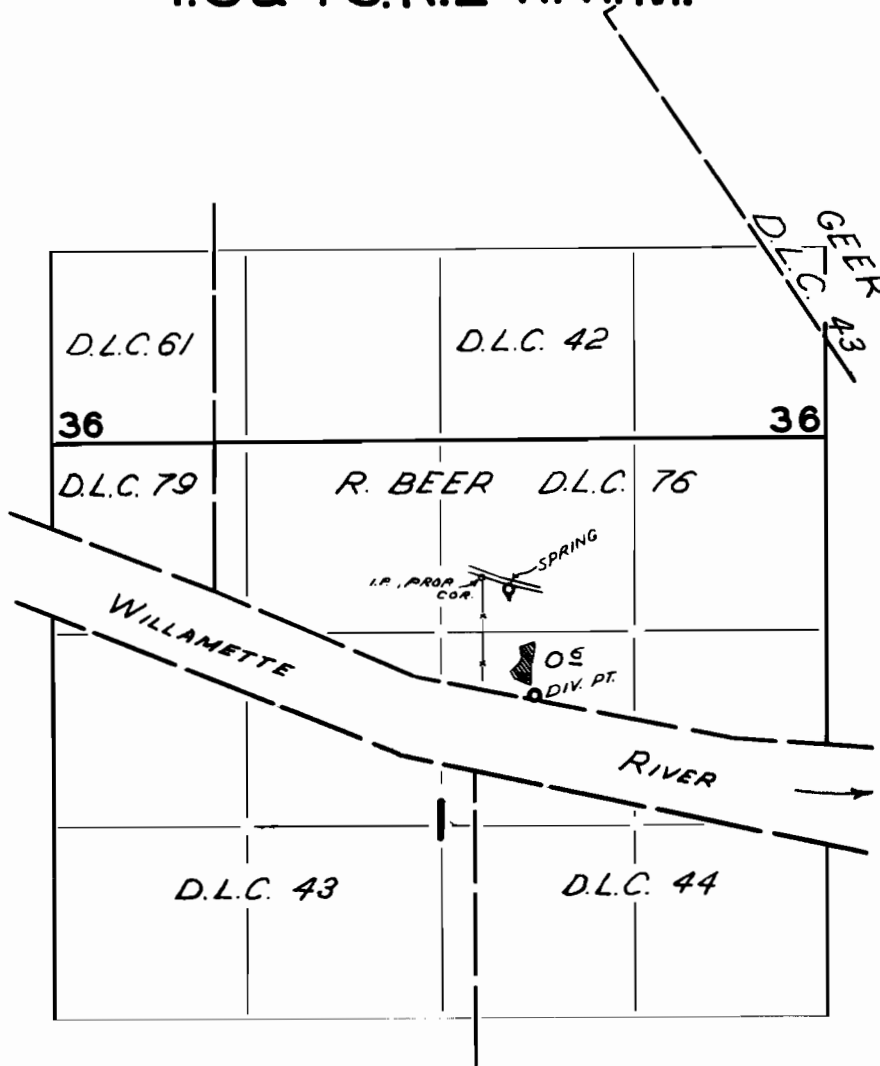 GEER
D.L.C. 43
D.L.C. 61
D.L.C. 42
36
36
D.L.C. 79
R. BEER D.L.C. 76
SPRING
I.P., PROP.
COR.
WILLAMETTE
DIV. PT.
RIVER
D.L.C. 43
D.L.C. 44